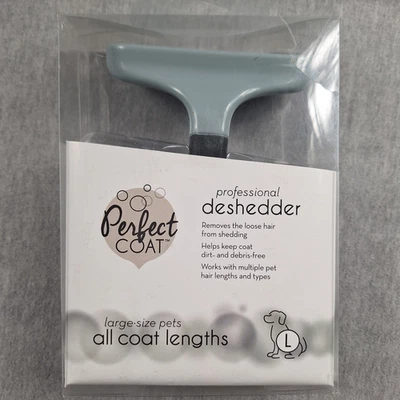 Perfect
COAT™
professional
deshedder
Removes the loose hair
from shedding
Helps keep coat
dirt- and debris-free
Works with multiple pet
hair lengths and types
large-size pets
all coat lengths
L